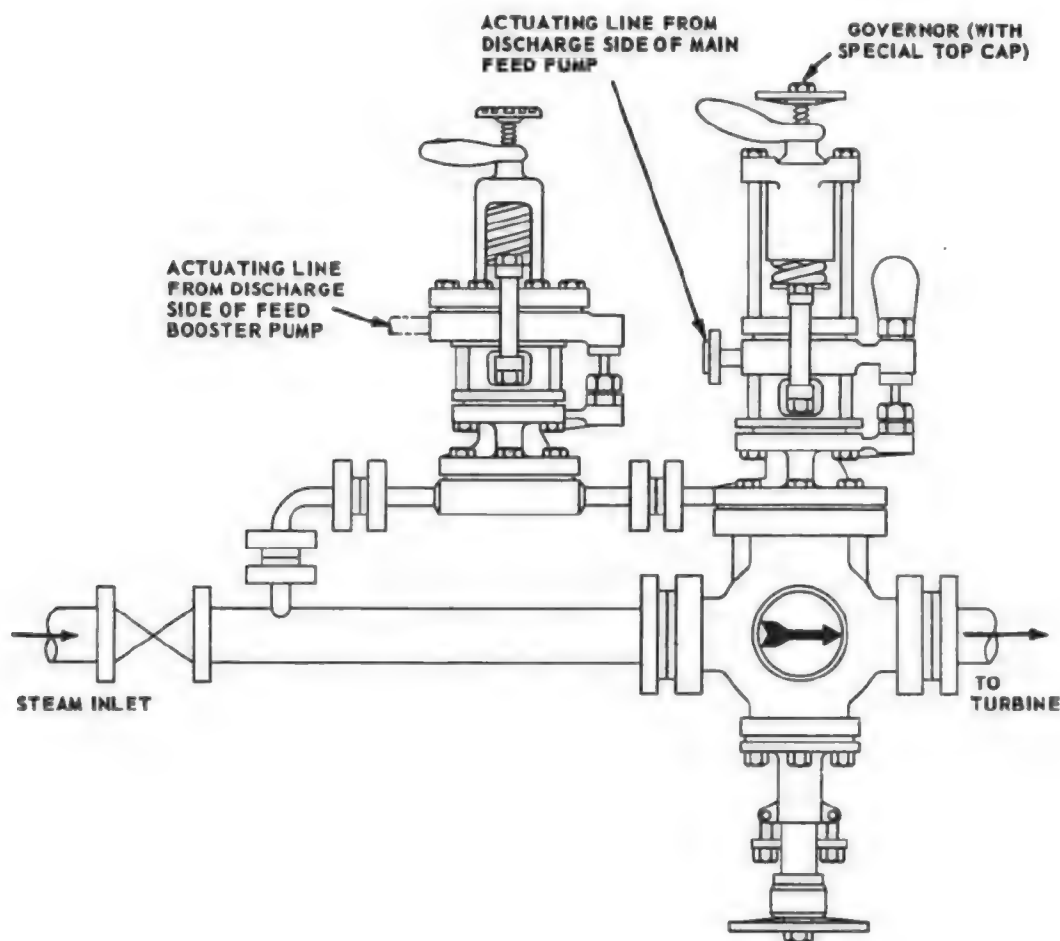 ACTUATING LINE FROM
DISCHARGE SIDE OF MAIN
FEED PUMP
GOVERNOR (WITH
SPECIAL TOP CAP)
ACTUATING LINE
FROM DISCHARGE
SIDE OF FEED
BOOSTER PUMP
STEAM INLET
TO
TURBINE